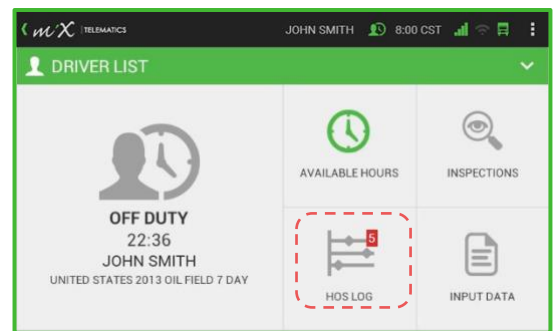 mix TELEMATICS JOHN SMITH 8:00 CST
DRIVER LIST
OFF DUTY
22:36
JOHN SMITH
UNITED STATES 2013 OIL FIELD 7 DAY
AVAILABLE HOURS
INSPECTIONS
5
HOS LOG
INPUT DATA